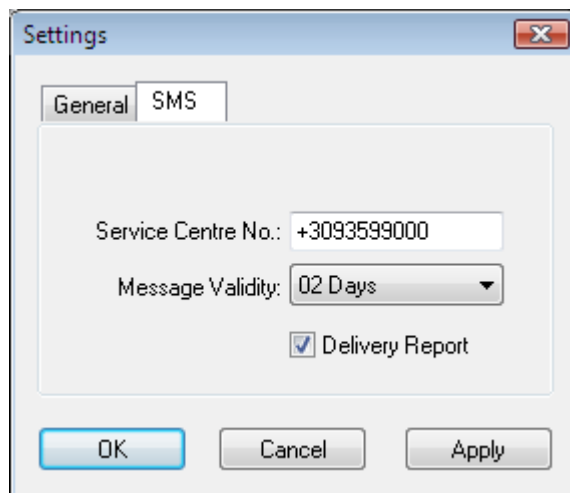 Settings
General SMS
Service Centre No.: +3093599000
Message Validity: 02 Days
Delivery Report
OK Cancel Apply